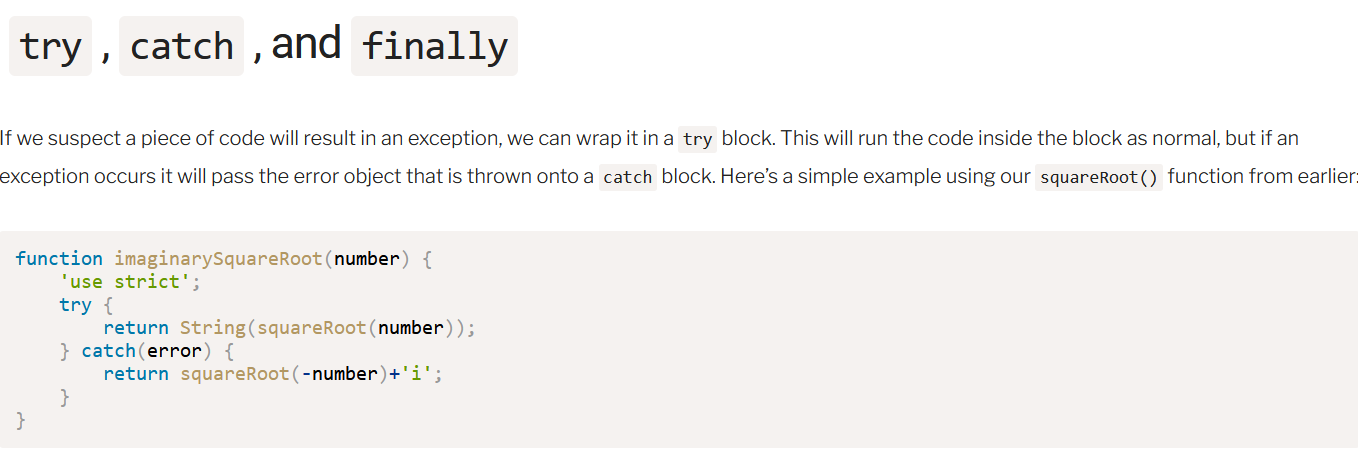 try , catch , and finally
If we suspect a piece of code will result in an exception, we can wrap it in a try block. This will run the code inside the block as normal, but if an
exception occurs it will pass the error object that is thrown onto a catch block. Here’s a simple example using our squareRoot() function from earlier:
function imaginarySquareRoot(number) {
    'use strict';
    try {
        return String(squareRoot(number));
    } catch(error) {
        return squareRoot(-number)+'i';
    }
}